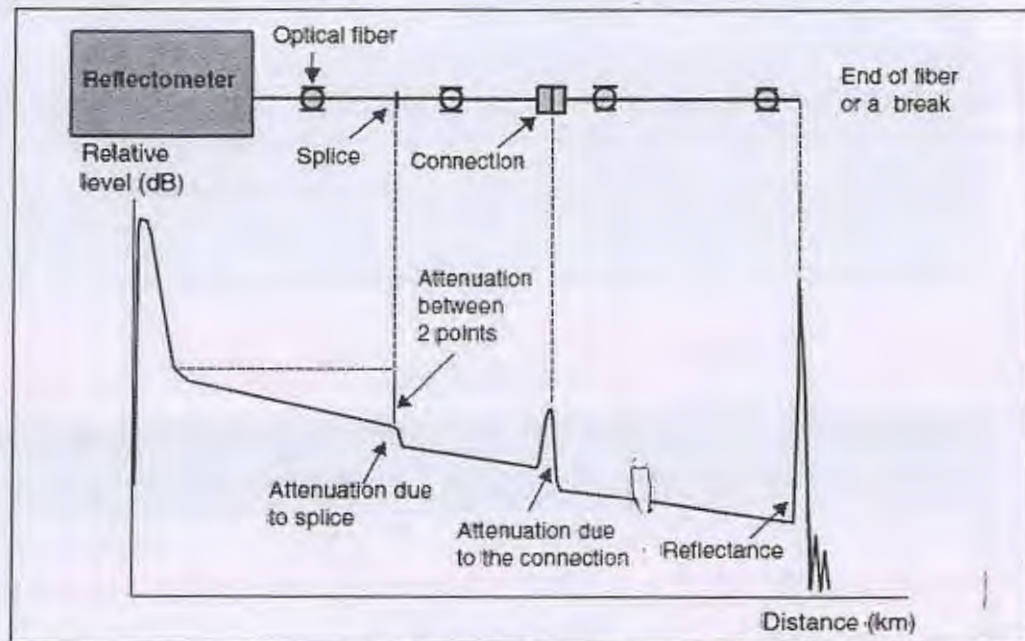 Optical fiber
Reflectometer
End of fiber
or a break
Splice
Connection
Relative
level (dB)
Attenuation
between
2 points
Attenuation due
to splice
Attenuation due
to the connection
Reflectance
Distance (km)